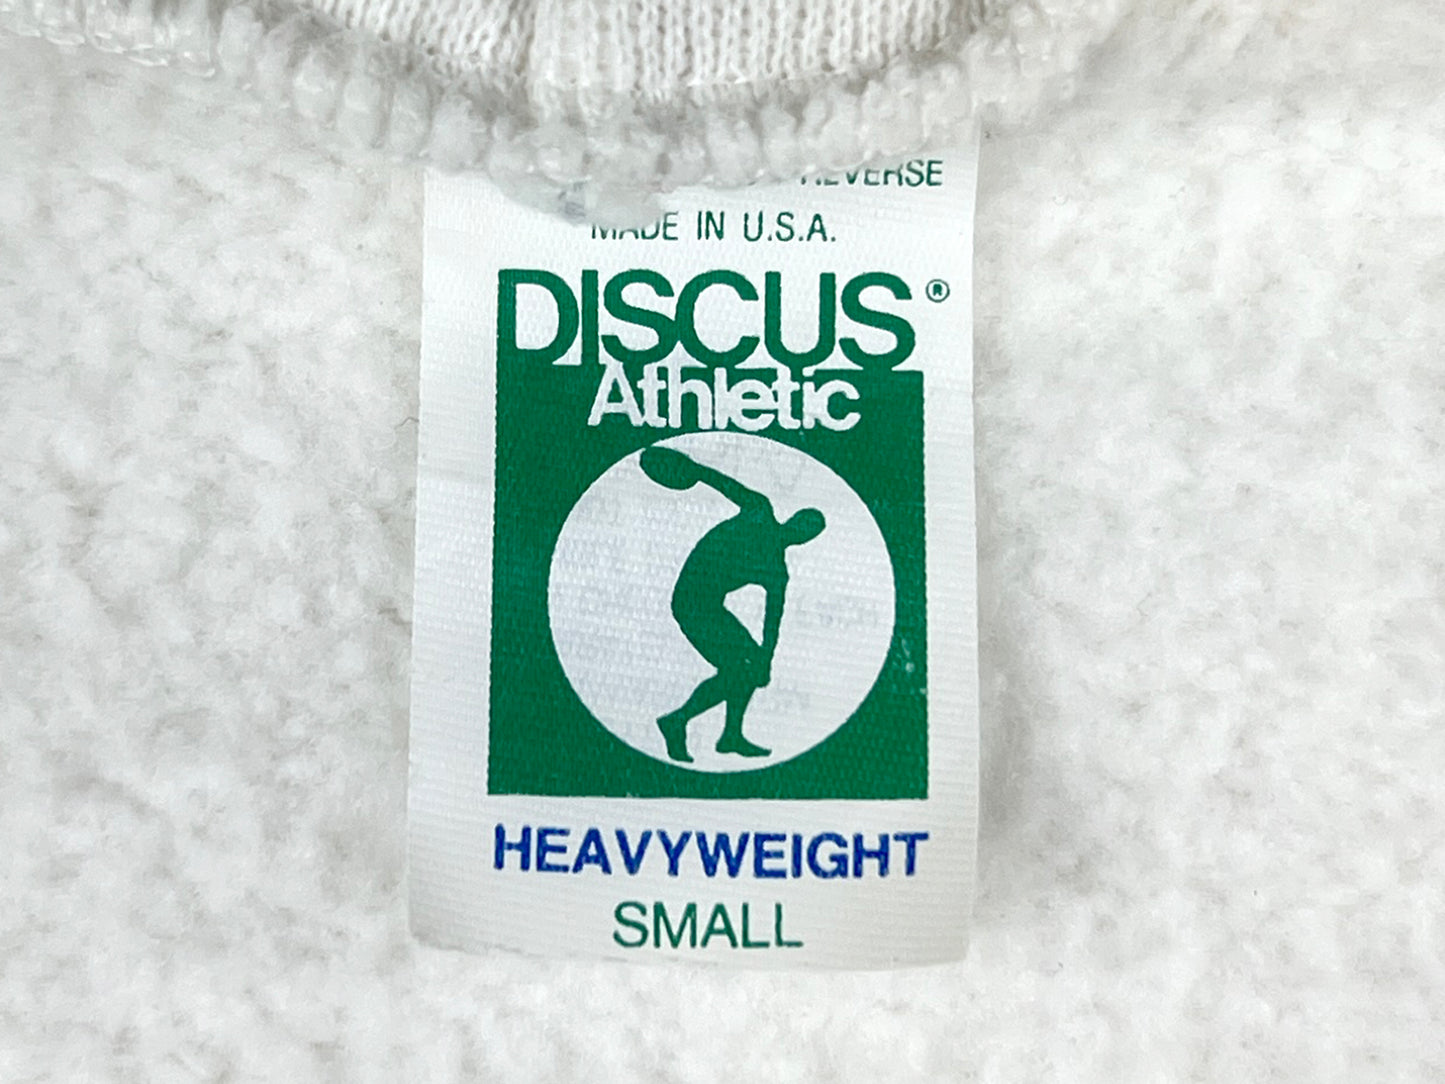 REVERSE
MADE IN U.S.A.
DISCUS®
Athletic
HEAVYWEIGHT
SMALL